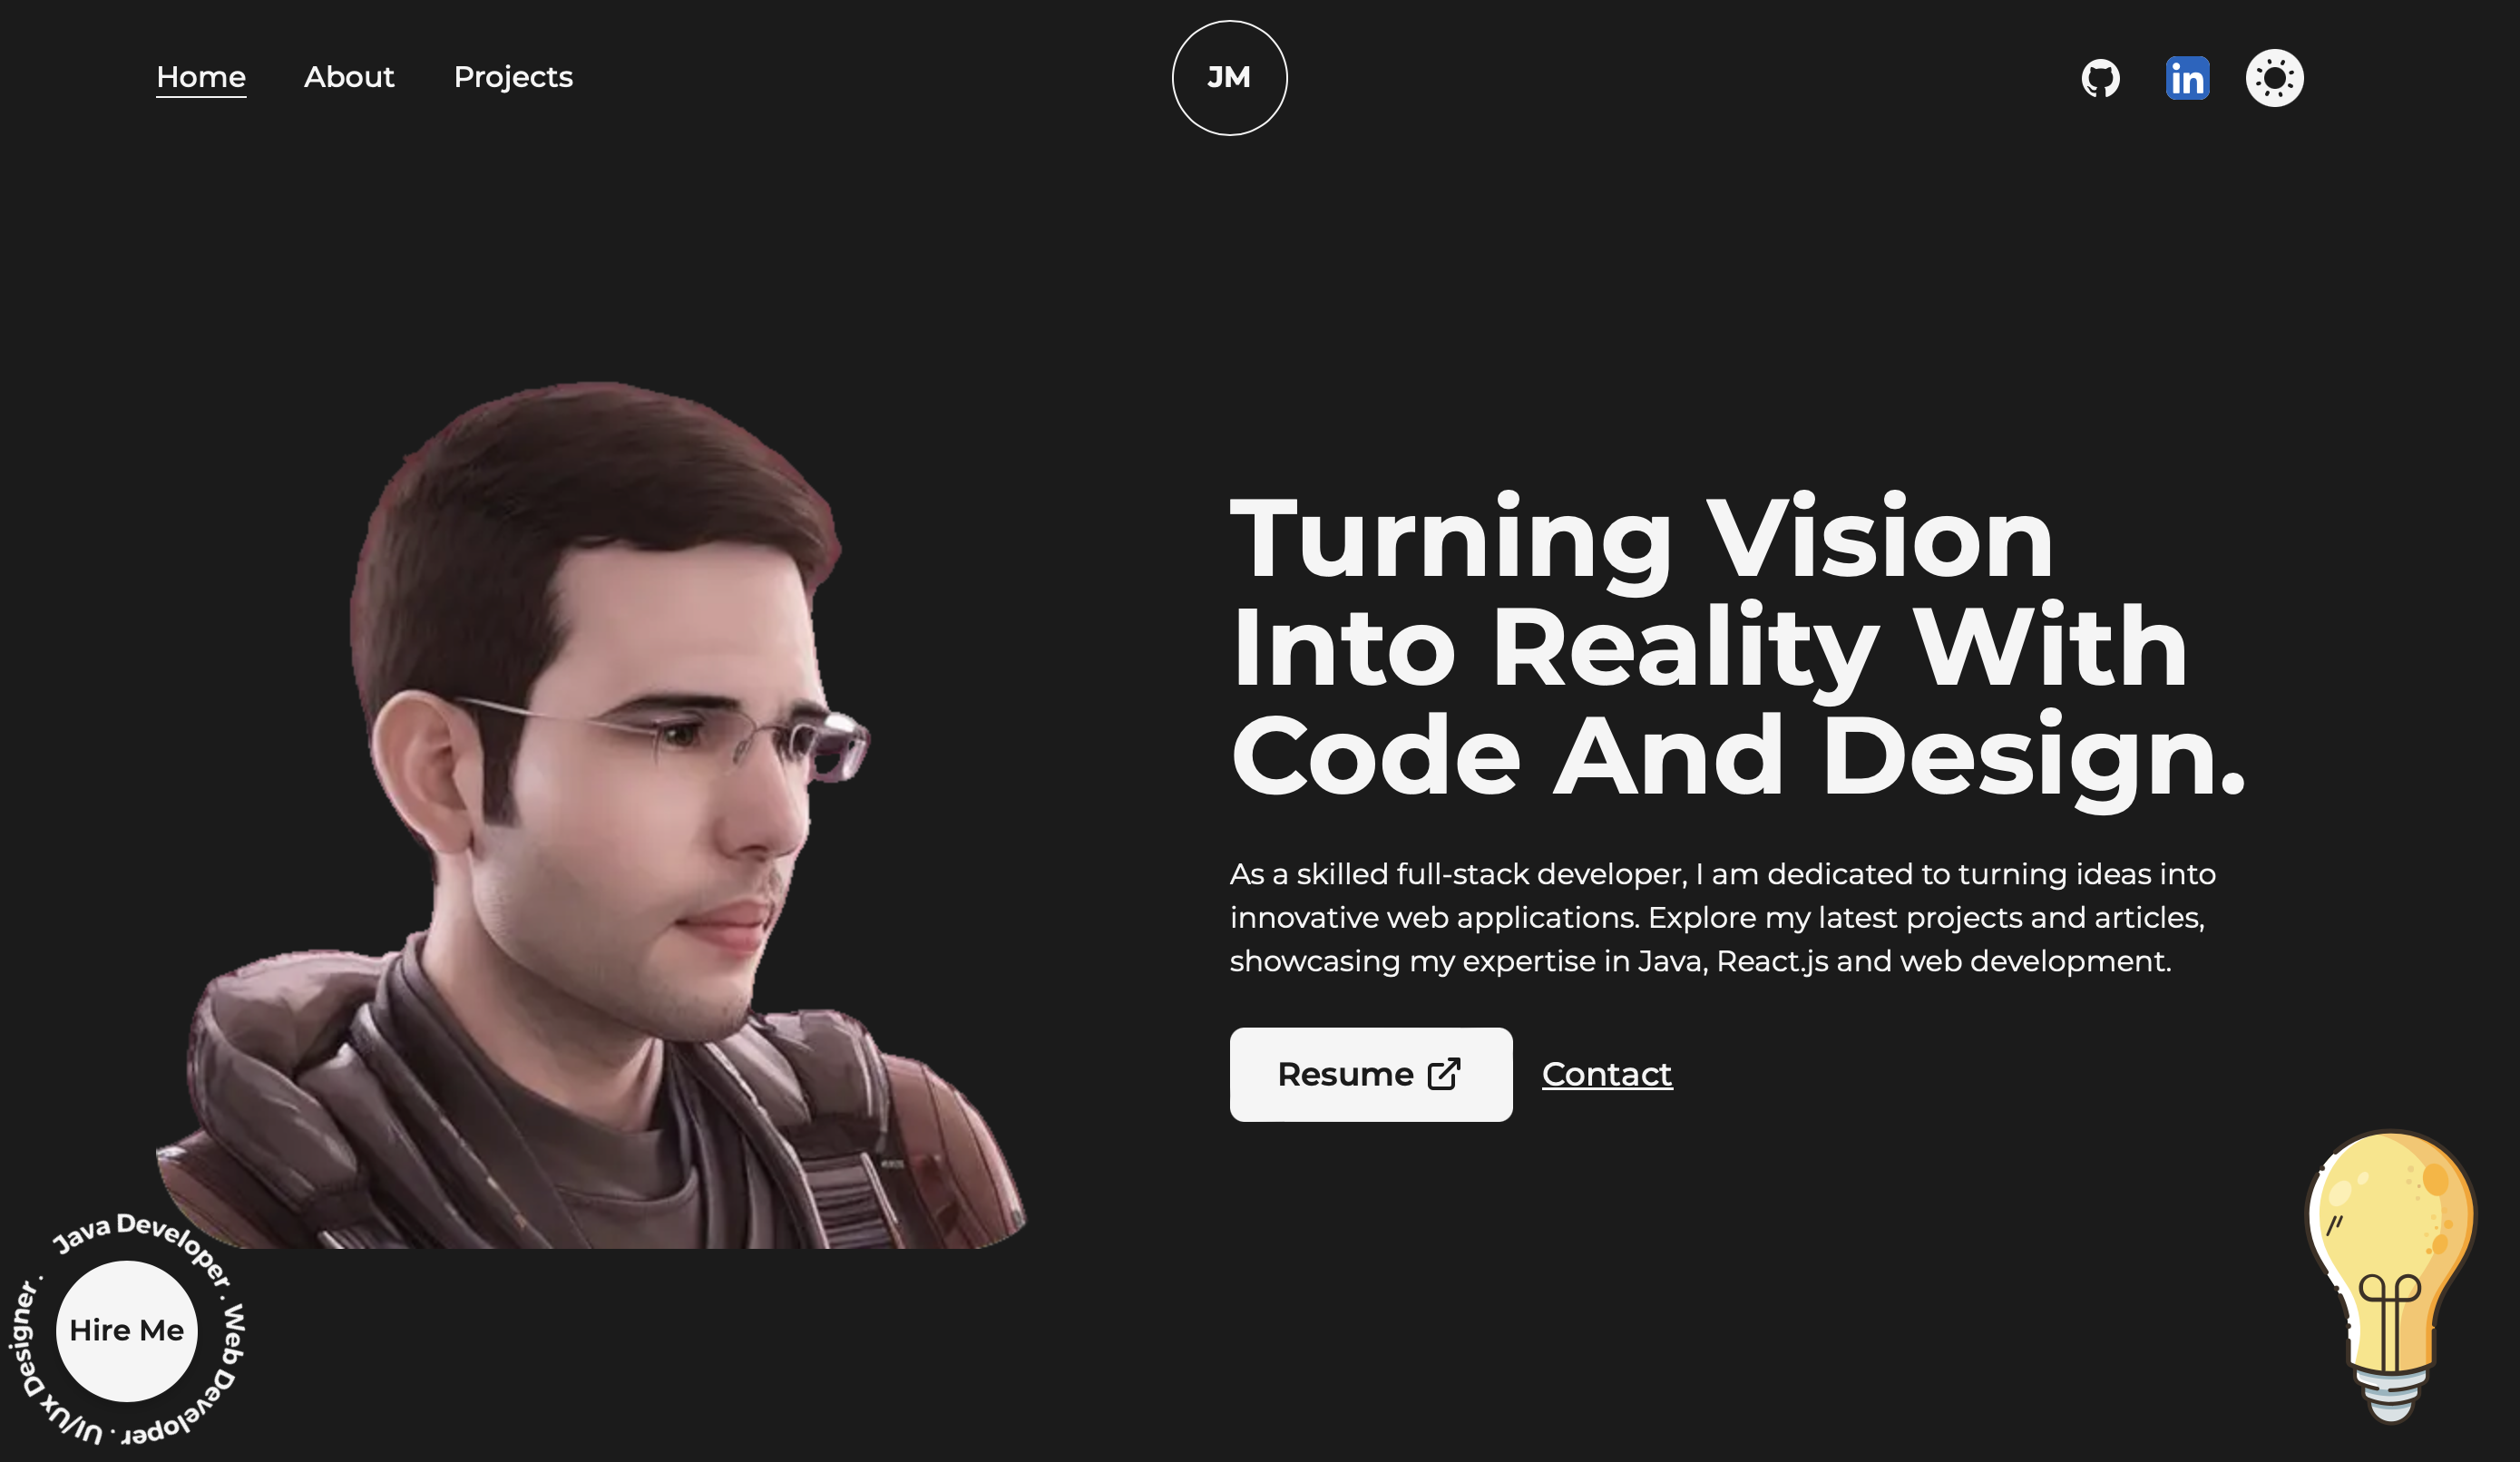 Home
About
Projects
JM
in
Turning Vision
Into Reality With
Code And Design.
As a skilled full-stack developer, I am dedicated to turning ideas into
innovative web applications. Explore my latest projects and articles,
showcasing my expertise in Java, React.js and web development.
Resume
Contact
Java Developer . Web Developer . UI/Ux Designer .
Hire Me